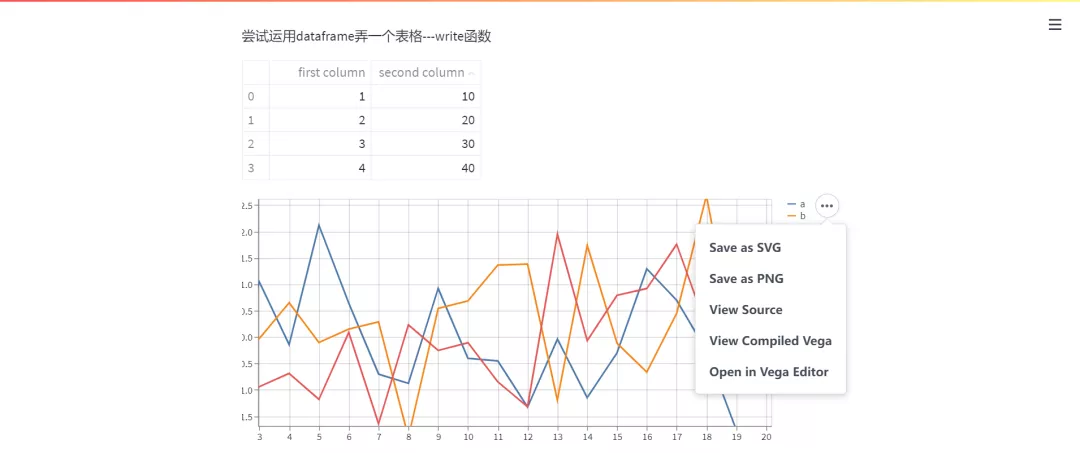 尝试运用dataframe弄一个表格---write函数
first column second column
0 1 10
1 2 20
2 3 30
3 4 40
a
b
2.5
2.0
1.5
1.0
0.5
0.0
0.5
1.0
1.5
3 4 5 6 7 8 9 10 11 12 13 14 15 16 17 18 19 20
Save as SVG
Save as PNG
View Source
View Compiled Vega
Open in Vega Editor